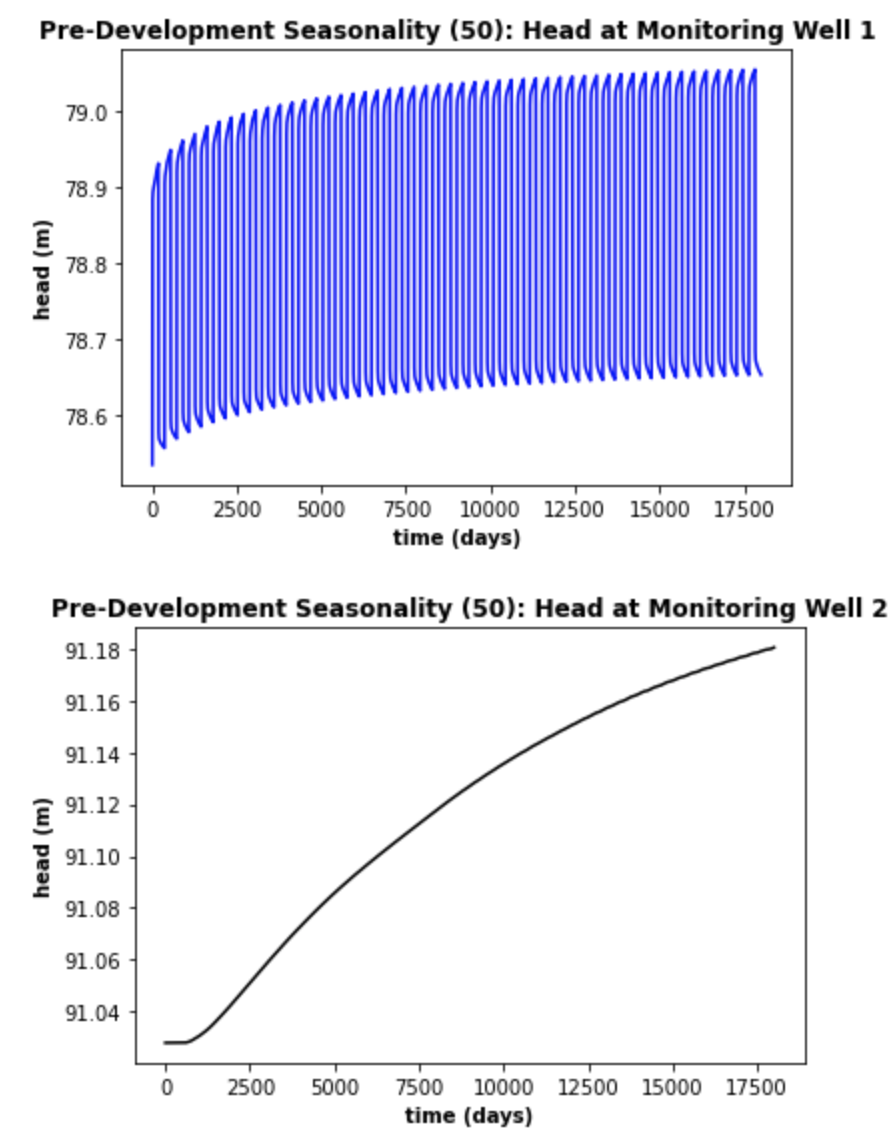 Pre-Development Seasonality (50): Head at Monitoring Well 1
79.0
78.9
78.8
78.7
78.6
head (m)
0 2500 5000 7500 10000 12500 15000 17500
time (days)
Pre-Development Seasonality (50): Head at Monitoring Well 2
91.18
91.16
91.14
91.12
91.10
91.08
91.06
91.04
head (m)
0 2500 5000 7500 10000 12500 15000 17500
time (days)